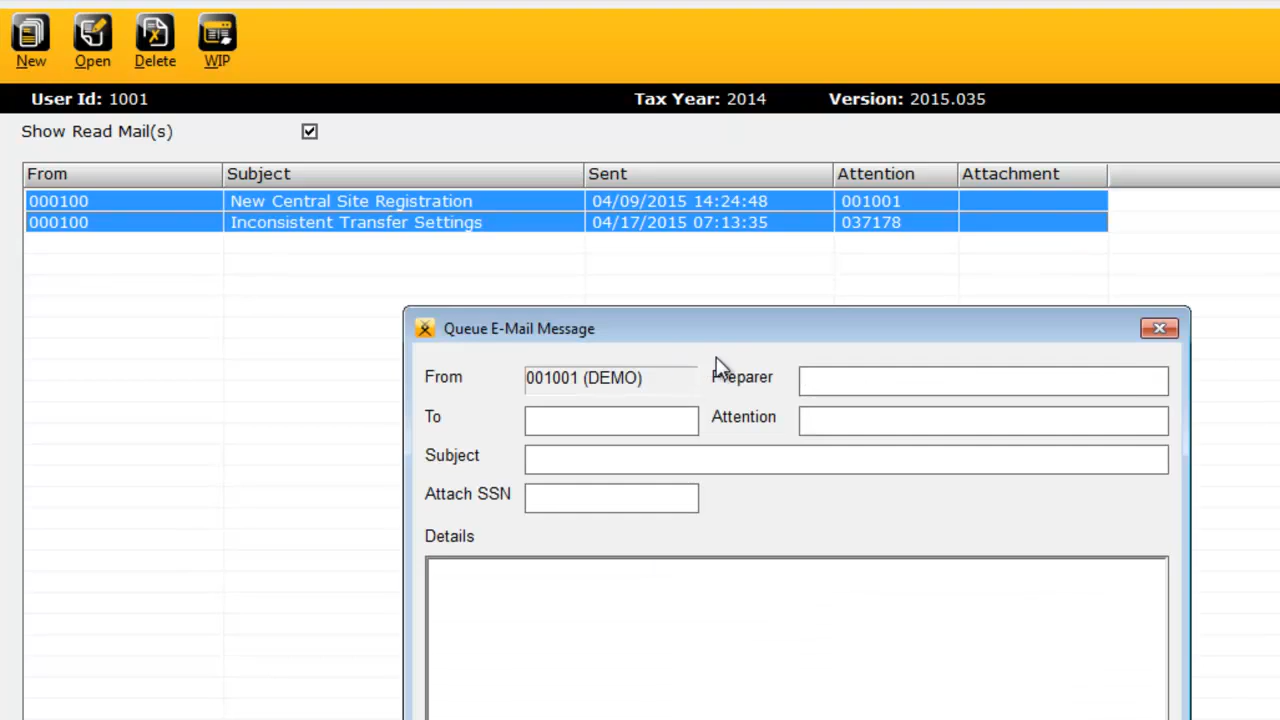 New Open Delete WIP
User Id: 1001 Tax Year: 2014 Version: 2015.035
Show Read Mail(s)
From Subject Sent Attention Attachment
000100 New Central Site Registration 04/09/2015 14:24:48 001001
000100 Inconsistent Transfer Settings 04/17/2015 07:13:35 037178
Queue E-Mail Message
From 001001 (DEMO) Preparer
To Attention
Subject
Attach SSN
Details